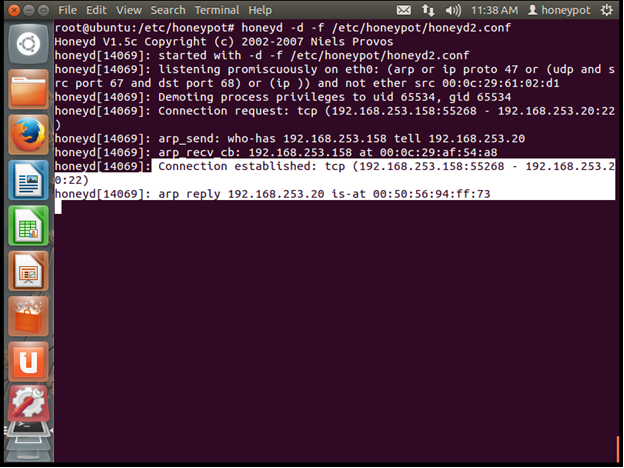 File Edit View Search Terminal Help 11:38 AM honeypot
root@ubuntu:/etc/honeypot# honeyd -d -f /etc/honeypot/honeyd2.conf
Honeyd V1.5c Copyright (c) 2002-2007 Niels Provos
honeyd[14069]: started with -d -f /etc/honeypot/honeyd2.conf
honeyd[14069]: listening promiscuously on eth0: (arp or ip proto 47 or (udp and s
rc port 67 and dst port 68) or (ip )) and not ether src 00:0c:29:61:02:d1
honeyd[14069]: Demoting process privileges to uid 65534, gid 65534
honeyd[14069]: Connection request: tcp (192.168.253.158:55268 - 192.168.253.20:22
)
honeyd[14069]: arp_send: who-has 192.168.253.158 tell 192.168.253.20
honeyd[14069]: arp_recv_cb: 192.168.253.158 at 00:0c:29:af:54:a8
honeyd[14069]: Connection established: tcp (192.168.253.158:55268 - 192.168.253.2
0:22)
honeyd[14069]: arp reply 192.168.253.20 is-at 00:50:56:94:ff:73